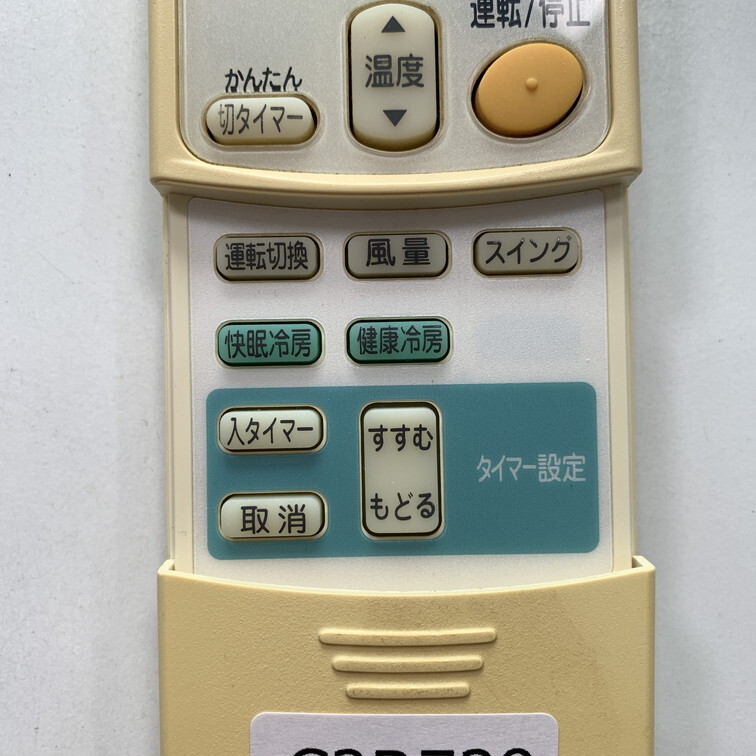 運転/停止
温度
かんたん
切タイマー
運転切換
風量
スイング
快眠冷房
健康冷房
入タイマー
すすむ
タイマー設定
もどる
取消